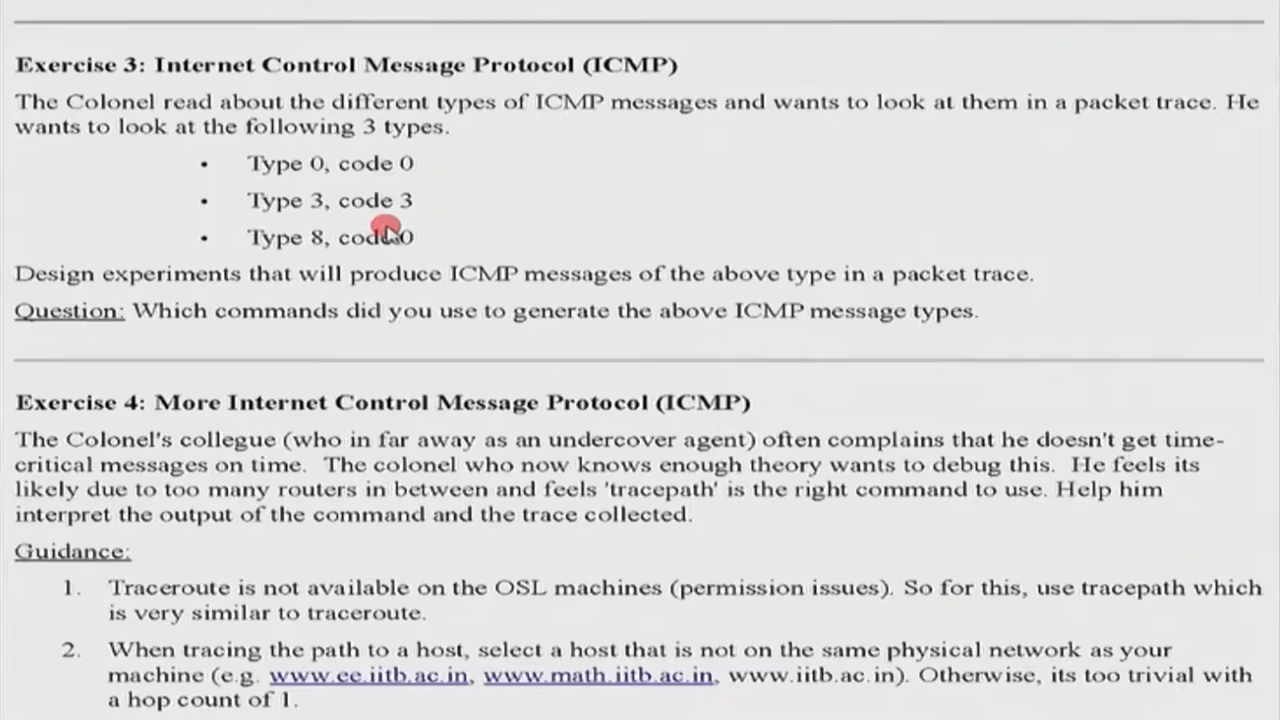 Exercise 3: Internet Control Message Protocol (ICMP)
The Colonel read about the different types of ICMP messages and wants to look at them in a packet trace. He
wants to look at the following 3 types.
• Type 0, code 0
• Type 3, code 3
• Type 8, code 0
Design experiments that will produce ICMP messages of the above type in a packet trace.
Question: Which commands did you use to generate the above ICMP message types.
Exercise 4: More Internet Control Message Protocol (ICMP)
The Colonel's collegue (who in far away as an undercover agent) often complains that he doesn't get time-
critical messages on time. The colonel who now knows enough theory wants to debug this. He feels its
likely due to too many routers in between and feels 'tracepath' is the right command to use. Help him
interpret the output of the command and the trace collected.
Guidance:
1. Traceroute is not available on the OSL machines (permission issues). So for this, use tracepath which
is very similar to traceroute.
2. When tracing the path to a host, select a host that is not on the same physical network as your
machine (e.g. www.ee.iitb.ac.in, www.math.iitb.ac.in, www.iitb.ac.in). Otherwise, its too trivial with
a hop count of 1.